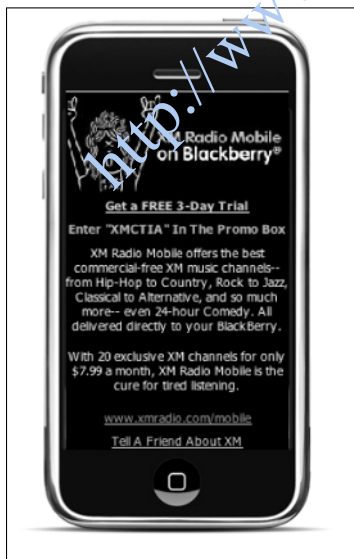 http://ww
XM Radio Mobile
on Blackberry®
Get a FREE 3-Day Trial
Enter "XMCTIA" In The Promo Box
XM Radio Mobile offers the best
commercial-free XM music channels--
from Hip-Hop to Country, Rock to Jazz,
Classical to Alternative, and so much
more-- even 24-hour Comedy. All
delivered directly to your BlackBerry.
With 20 exclusive XM channels for only
$7.99 a month, XM Radio Mobile is the
cure for tired listening.
www.xmradio.com/mobile
Tell A Friend About XM